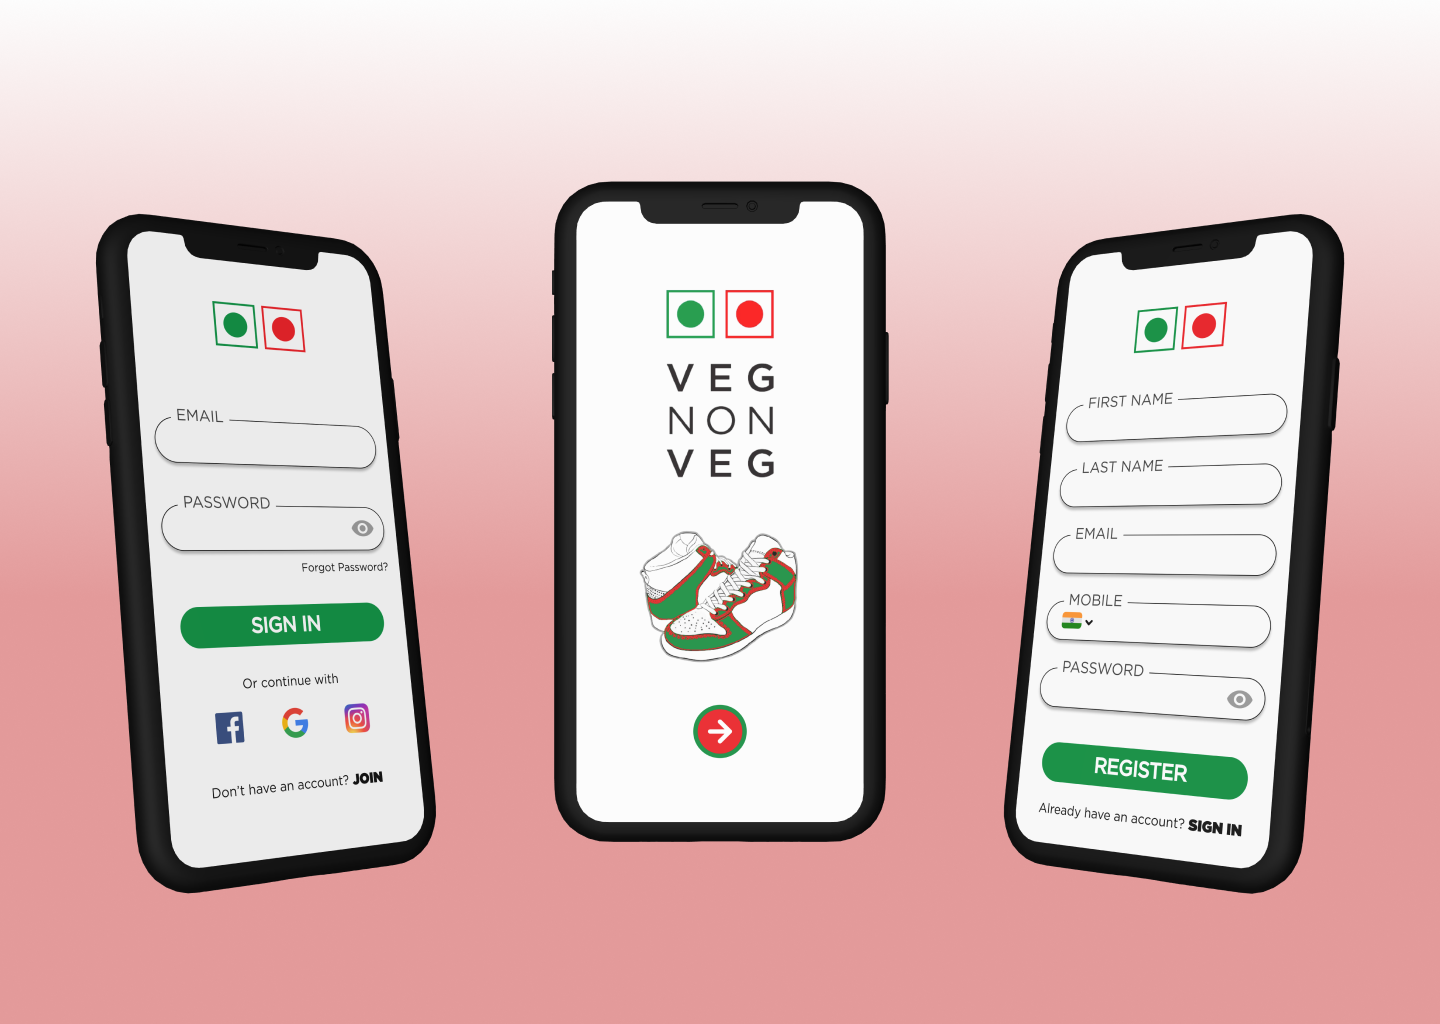 EMAIL
PASSWORD
Forgot Password?
SIGN IN
Or continue with
Don't have an account? JOIN
VEG
NON
VEG
FIRST NAME
LAST NAME
EMAIL
MOBILE
PASSWORD
REGISTER
Already have an account? SIGN IN